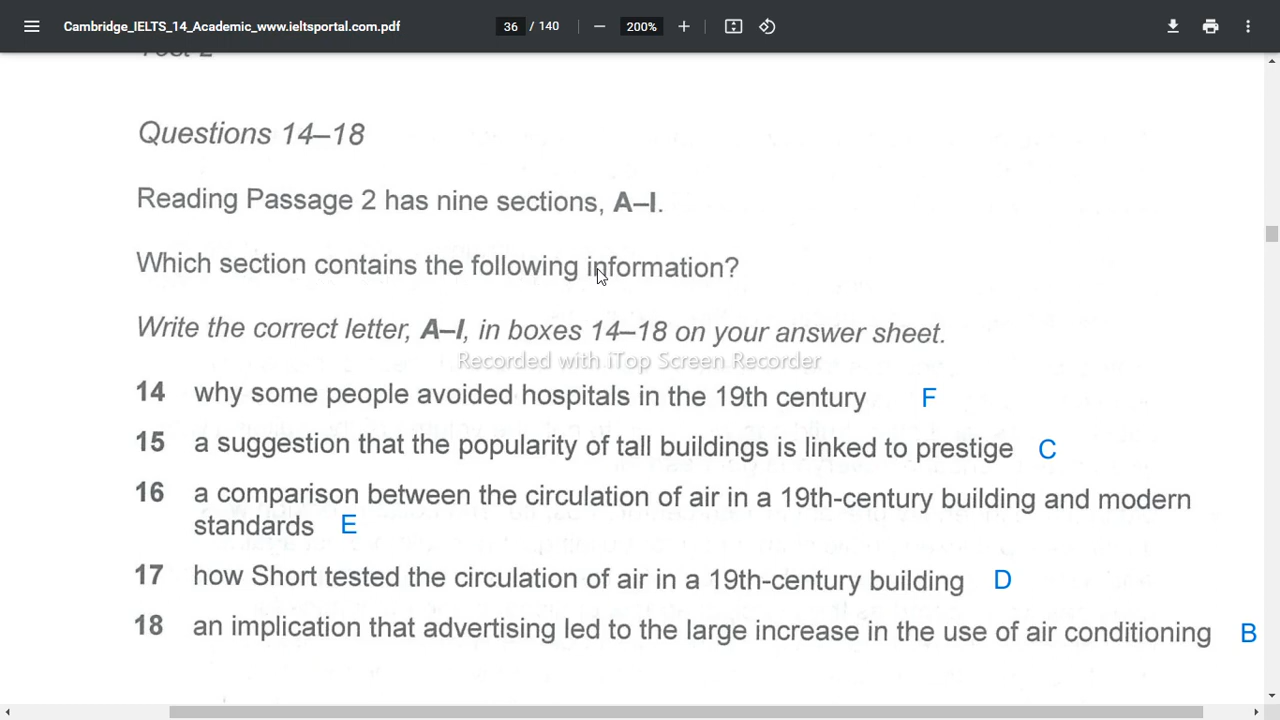 Cambridge_IELTS_14_Academic_www.ieltsportal.com.pdf 36 / 140 200%
Questions 14–18
Reading Passage 2 has nine sections, A–I.
Which section contains the following information?
Write the correct letter, A–I, in boxes 14–18 on your answer sheet.
Recorded with iTop Screen Recorder
14 why some people avoided hospitals in the 19th century F
15 a suggestion that the popularity of tall buildings is linked to prestige C
16 a comparison between the circulation of air in a 19th-century building and modern
standards E
17 how Short tested the circulation of air in a 19th-century building D
18 an implication that advertising led to the large increase in the use of air conditioning B